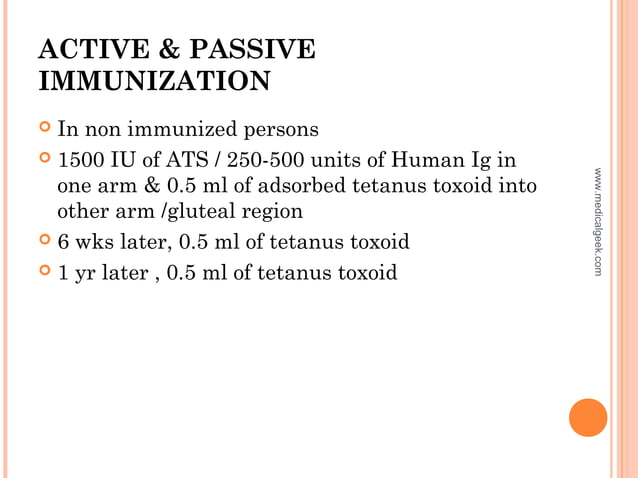 ACTIVE & PASSIVE
IMMUNIZATION
In non immunized persons
1500 IU of ATS / 250-500 units of Human Ig in
one arm & 0.5 ml of adsorbed tetanus toxoid into
other arm /gluteal region
6 wks later, 0.5 ml of tetanus toxoid
1 yr later , 0.5 ml of tetanus toxoid
www.medicalgeek.com